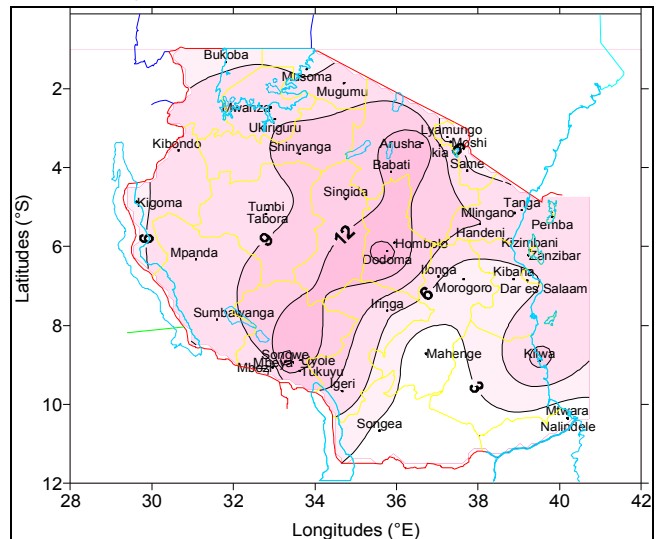 Bukoba
Musoma
Mugumu
Mwanza
Ukiriguru
Lyamungo
Moshi
kia
3
Same
Kibondo
Shinyanga
Arusha
Babati
Singida
Kigoma
Tumbi
Tabora
Tanga
Mlingano
Pemba
6
9
12
Mpanda
Hombolo
Dodoma
Handeni
Kizimbani
Zanzibar
Ilonga
Kibaha
6
Morogoro
Dar es Salaam
Sumbawanga
Iringa
Songwe
Mbeya
Uyole
Mbozi
Tukuyu
Igeri
Mahenge
Kilwa
3
Songea
Mtwara
Nalindele
2
4
6
8
10
12
28
30
32
34
36
38
40
42
Latitudes (°S)
Longitudes (°E)